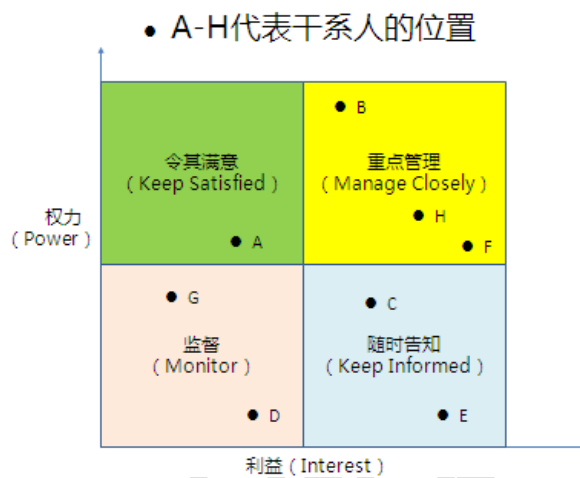 • A-H代表干系人的位置
B
令其满意
（Keep Satisfied）
重点管理
（Manage Closely）
权力
（Power）
H
A
F
G
C
监督
（Monitor）
随时告知
（Keep Informed）
D
E
利益（Interest）